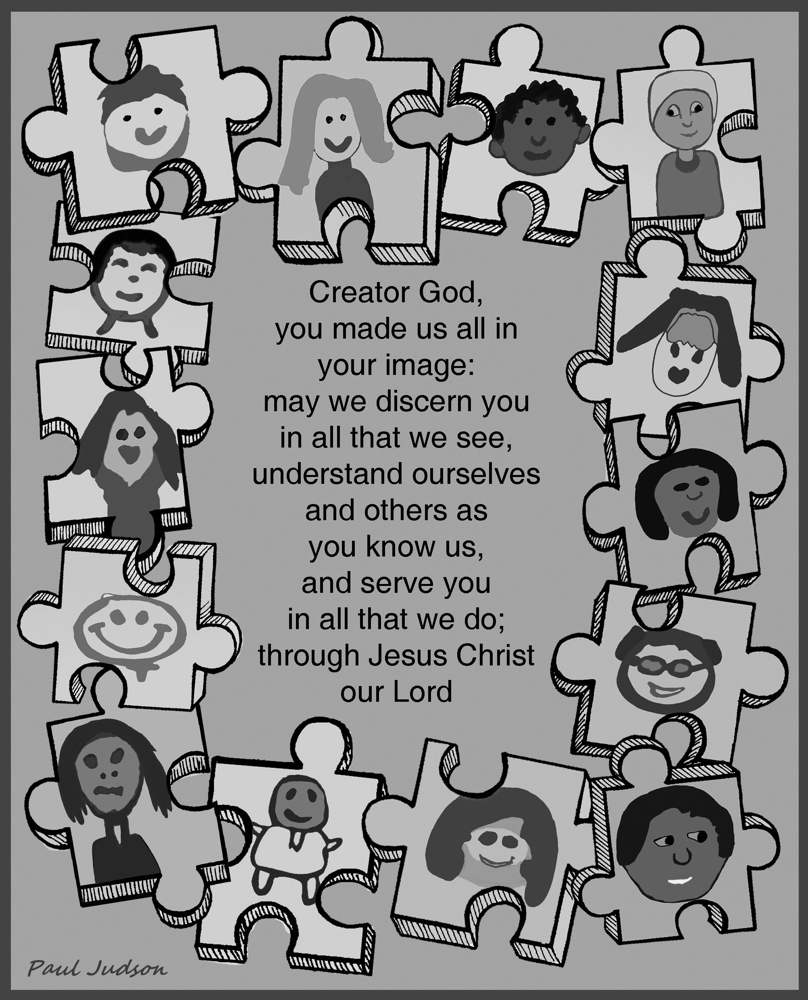 Creator God,
you made us all in
your image:
may we discern you
in all that we see,
understand ourselves
and others as
you know us,
and serve you
in all that we do;
through Jesus Christ
our Lord
Paul Judson